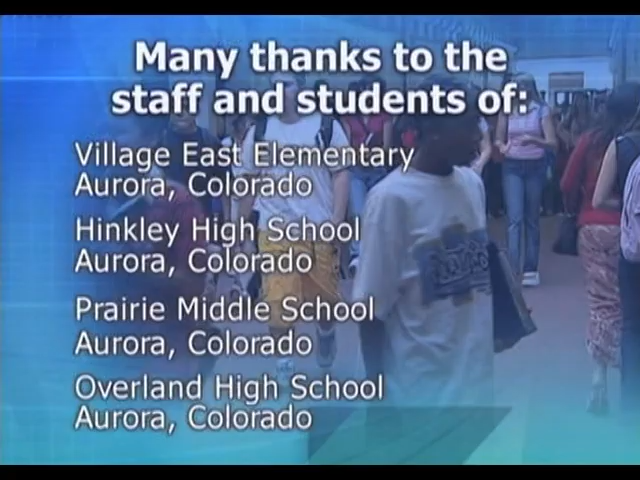 Many thanks to the
staff and students of:
Village East Elementary
Aurora, Colorado
Hinkley High School
Aurora, Colorado
Prairie Middle School
Aurora, Colorado
Overland High School
Aurora, Colorado